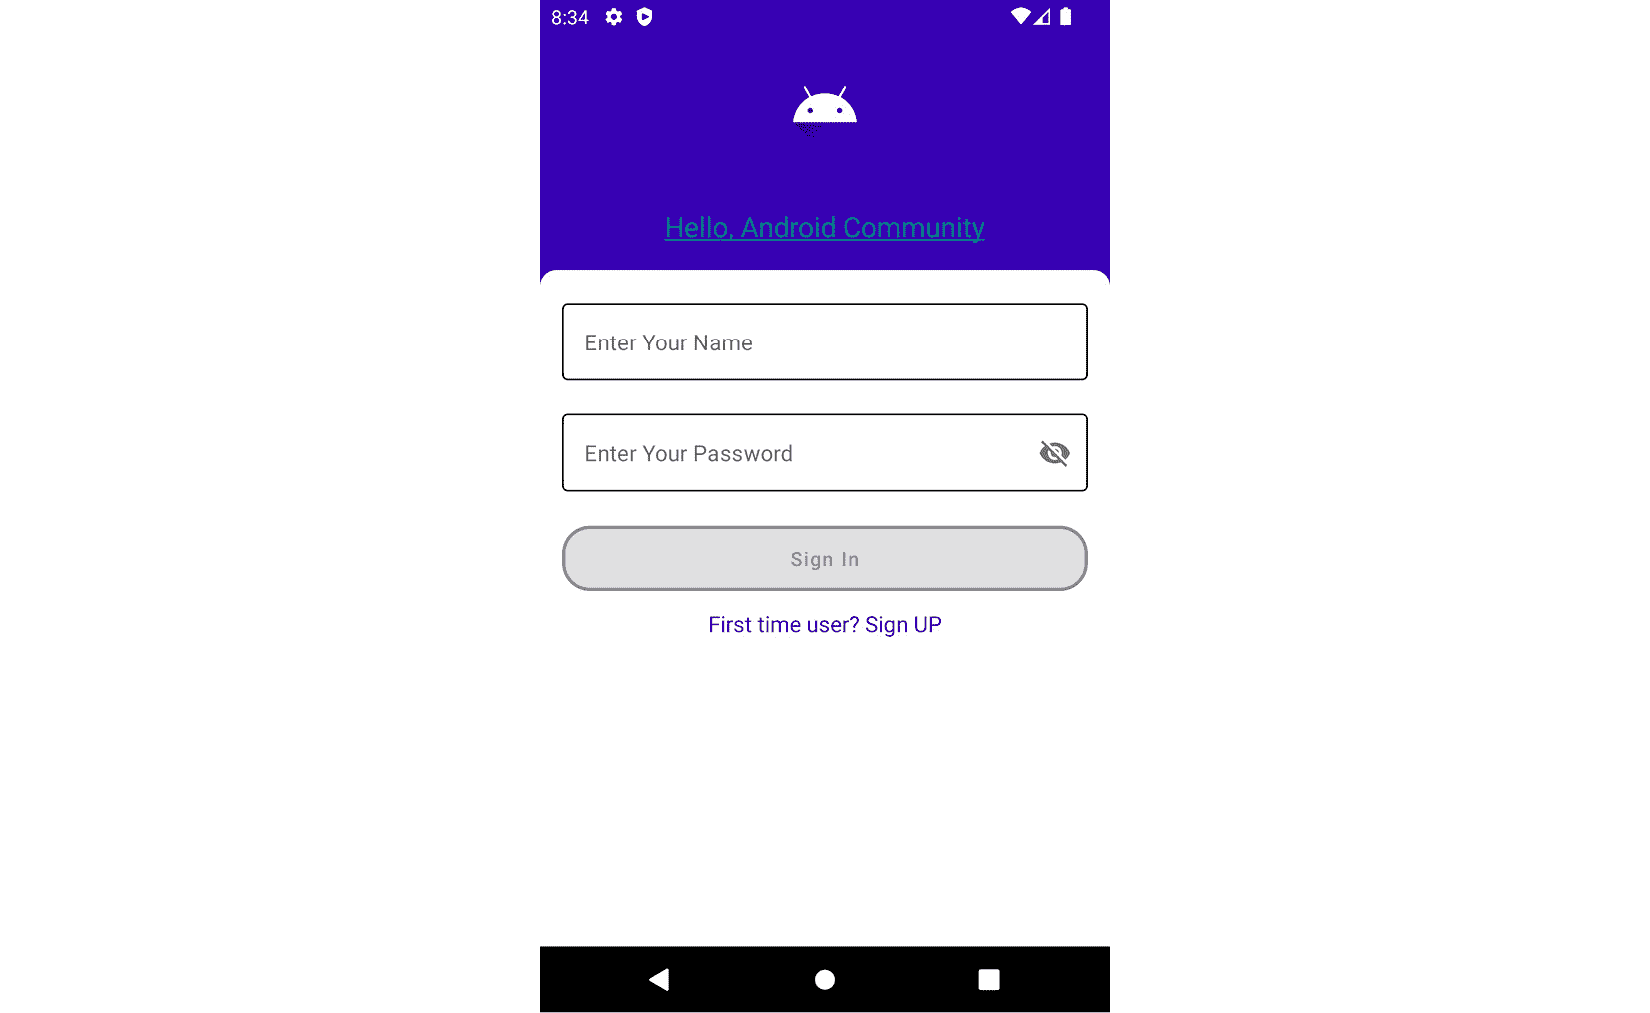 8:34
Hello, Android Community
Enter Your Name
Enter Your Password
Sign In
First time user? Sign UP